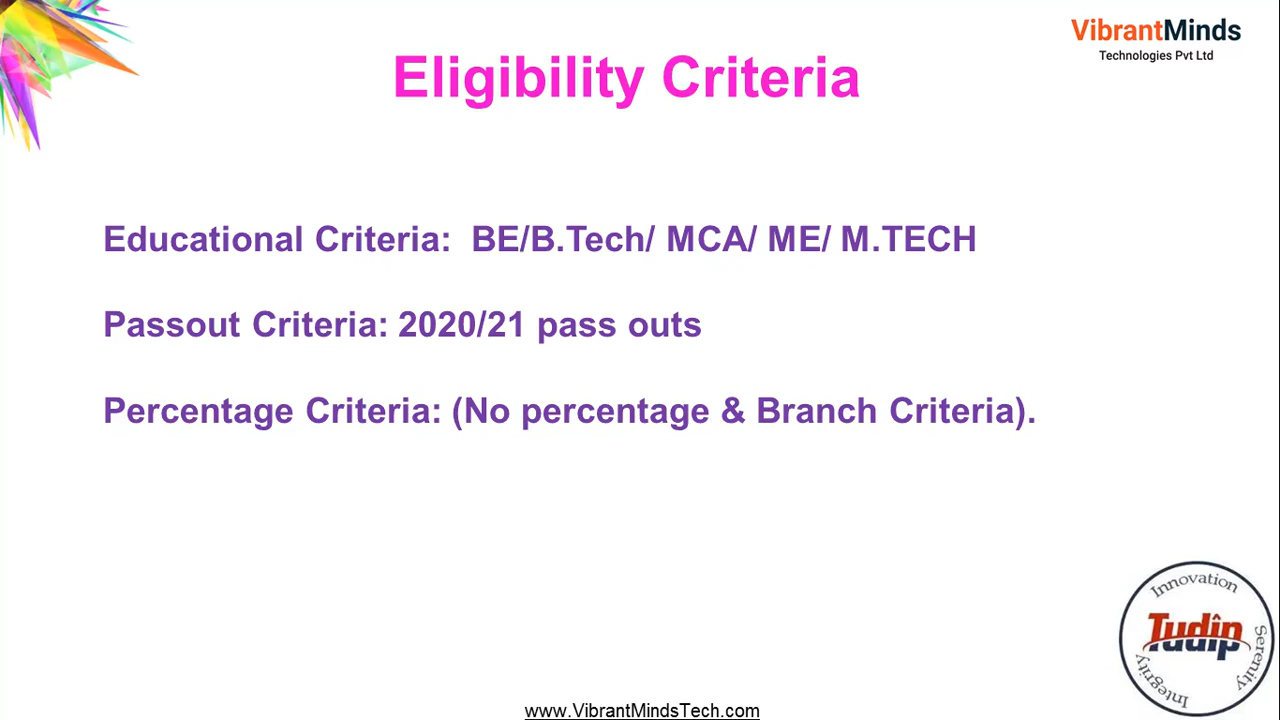 VibrantMinds
Technologies Pvt Ltd
Eligibility Criteria
Educational Criteria:  BE/B.Tech/ MCA/ ME/ M.TECH
Passout Criteria: 2020/21 pass outs
Percentage Criteria: (No percentage & Branch Criteria).
Innovation
Tudip
Serenity
Integrity
www.VibrantMindsTech.com